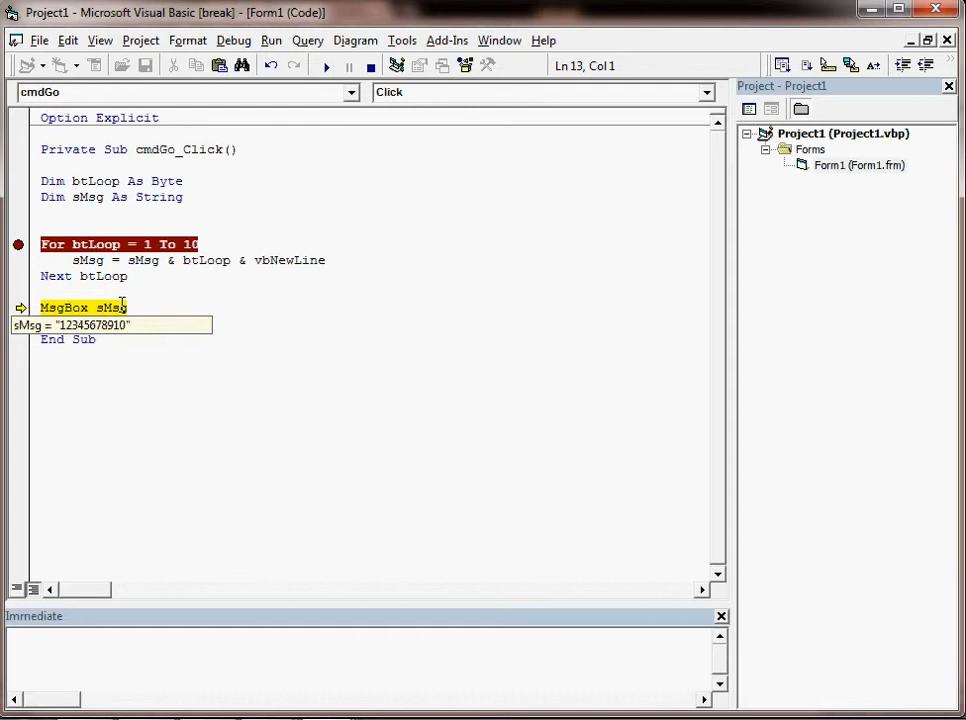 Project1 - Microsoft Visual Basic [break] - [Form1 (Code)]
File Edit View Project Format Debug Run Query Diagram Tools Add-Ins Window Help
Ln 13, Col 1
cmdGo Click
Project - Project1
Option Explicit
Project1 (Project1.vbp)
Private Sub cmdGo_Click()
Forms
Form1 (Form1.frm)
Dim btLoop As Byte
Dim sMsg As String
For btLoop = 1 To 10
sMsg = sMsg & btLoop & vbNewLine
Next btLoop
MsgBox sMsg
sMsg = "12345678910"
End Sub
Immediate